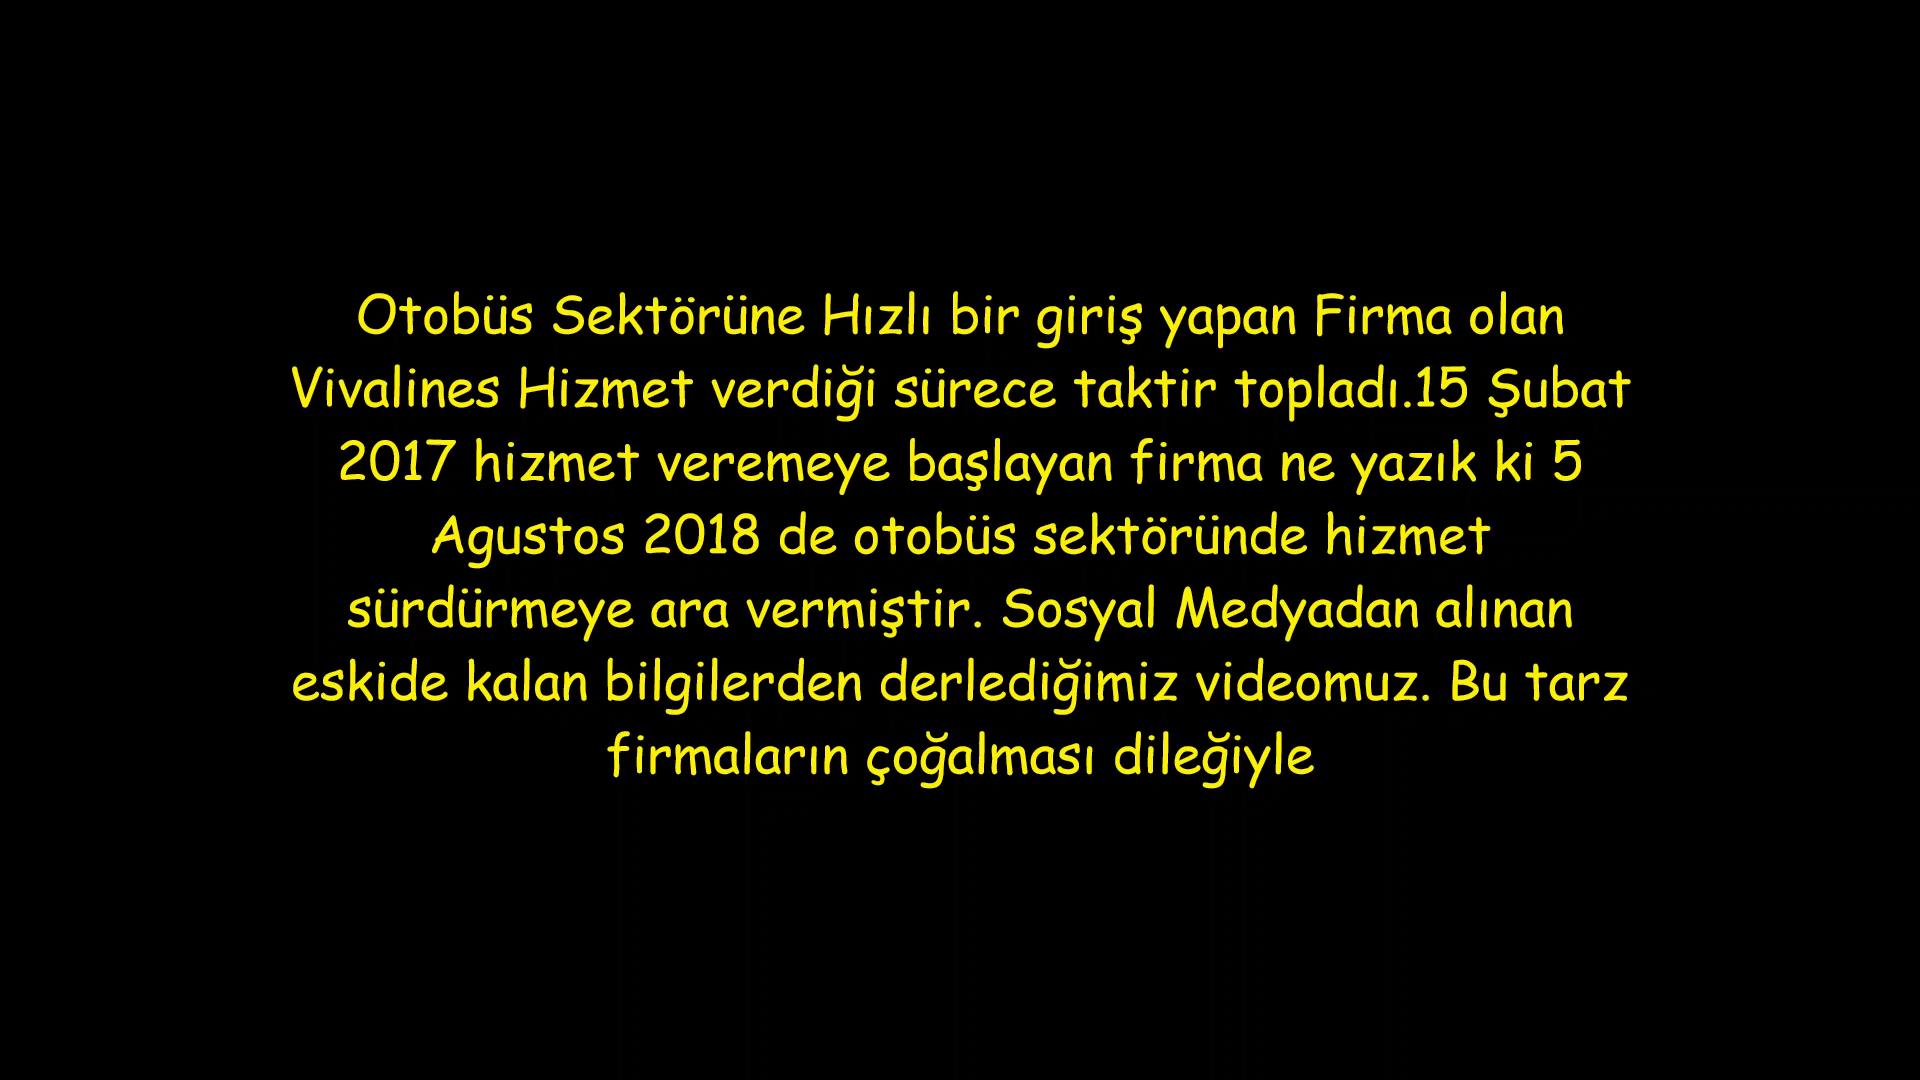 Otobüs Sektörüne Hızlı bir giriş yapan Firma olan
Vivalines Hizmet verdiği sürece taktir topladı.15 Şubat
2017 hizmet veremeye başlayan firma ne yazık ki 5
Agustos 2018 de otobüs sektöründe hizmet
sürdürmeye ara vermiştir. Sosyal Medyadan alınan
eskide kalan bilgilerden derlediğimiz videomuz. Bu tarz
firmaların çoğalması dileğiyle